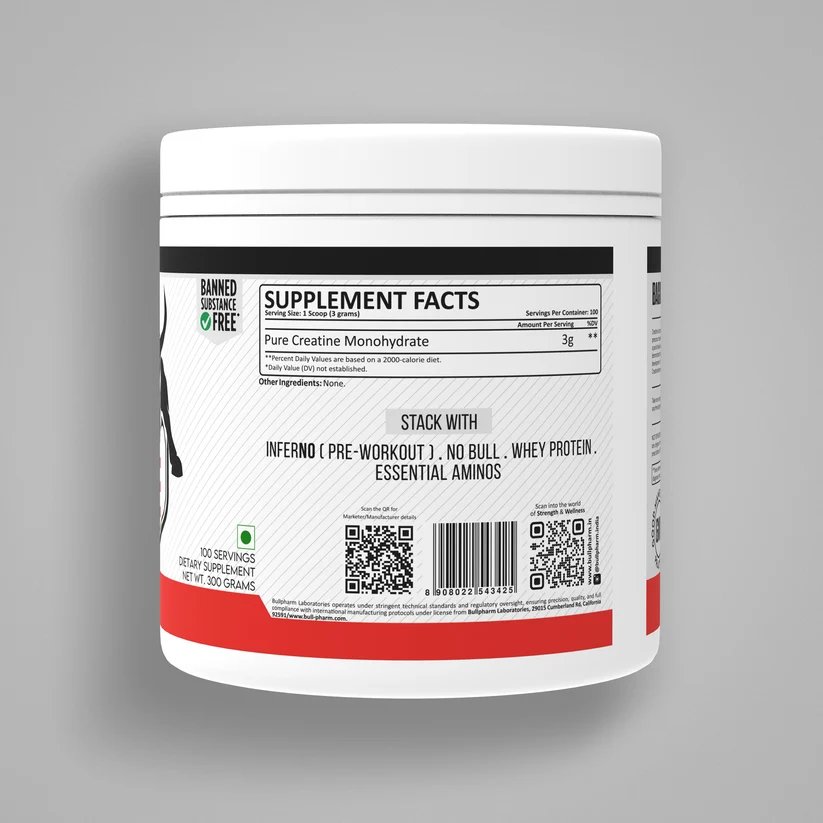 BANNED
SUBSTANCE
FREE*
SUPPLEMENT FACTS
Serving Size: 1 Scoop (3 grams) Servings Per Container: 100
Amount Per Serving %DV
Pure Creatine Monohydrate 3g **
**Percent Daily Values are based on a 2000-calorie diet.
*Daily Value (DV) not established.
Other Ingredients: None.
STACK WITH
INFERNO ( PRE-WORKOUT ) . NO BULL . WHEY PROTEIN .
ESSENTIAL AMINOS
100 SERVINGS
DIETARY SUPPLEMENT
NET WT. 300 GRAMS
Scan the QR for
Marketer/Manufacturer details
8 908022 543425
Scan into the world
of Strength & Wellness
www.bullpharm.in
@bullpharm.india
Bullpharm Laboratories operates under stringent technical standards and regulatory oversight, ensuring precision, quality, and full
compliance with international manufacturing protocols under license from Bullpharm Laboratories, 29015 Cumberland Rd, California
92591/www.bull-pharm.com.